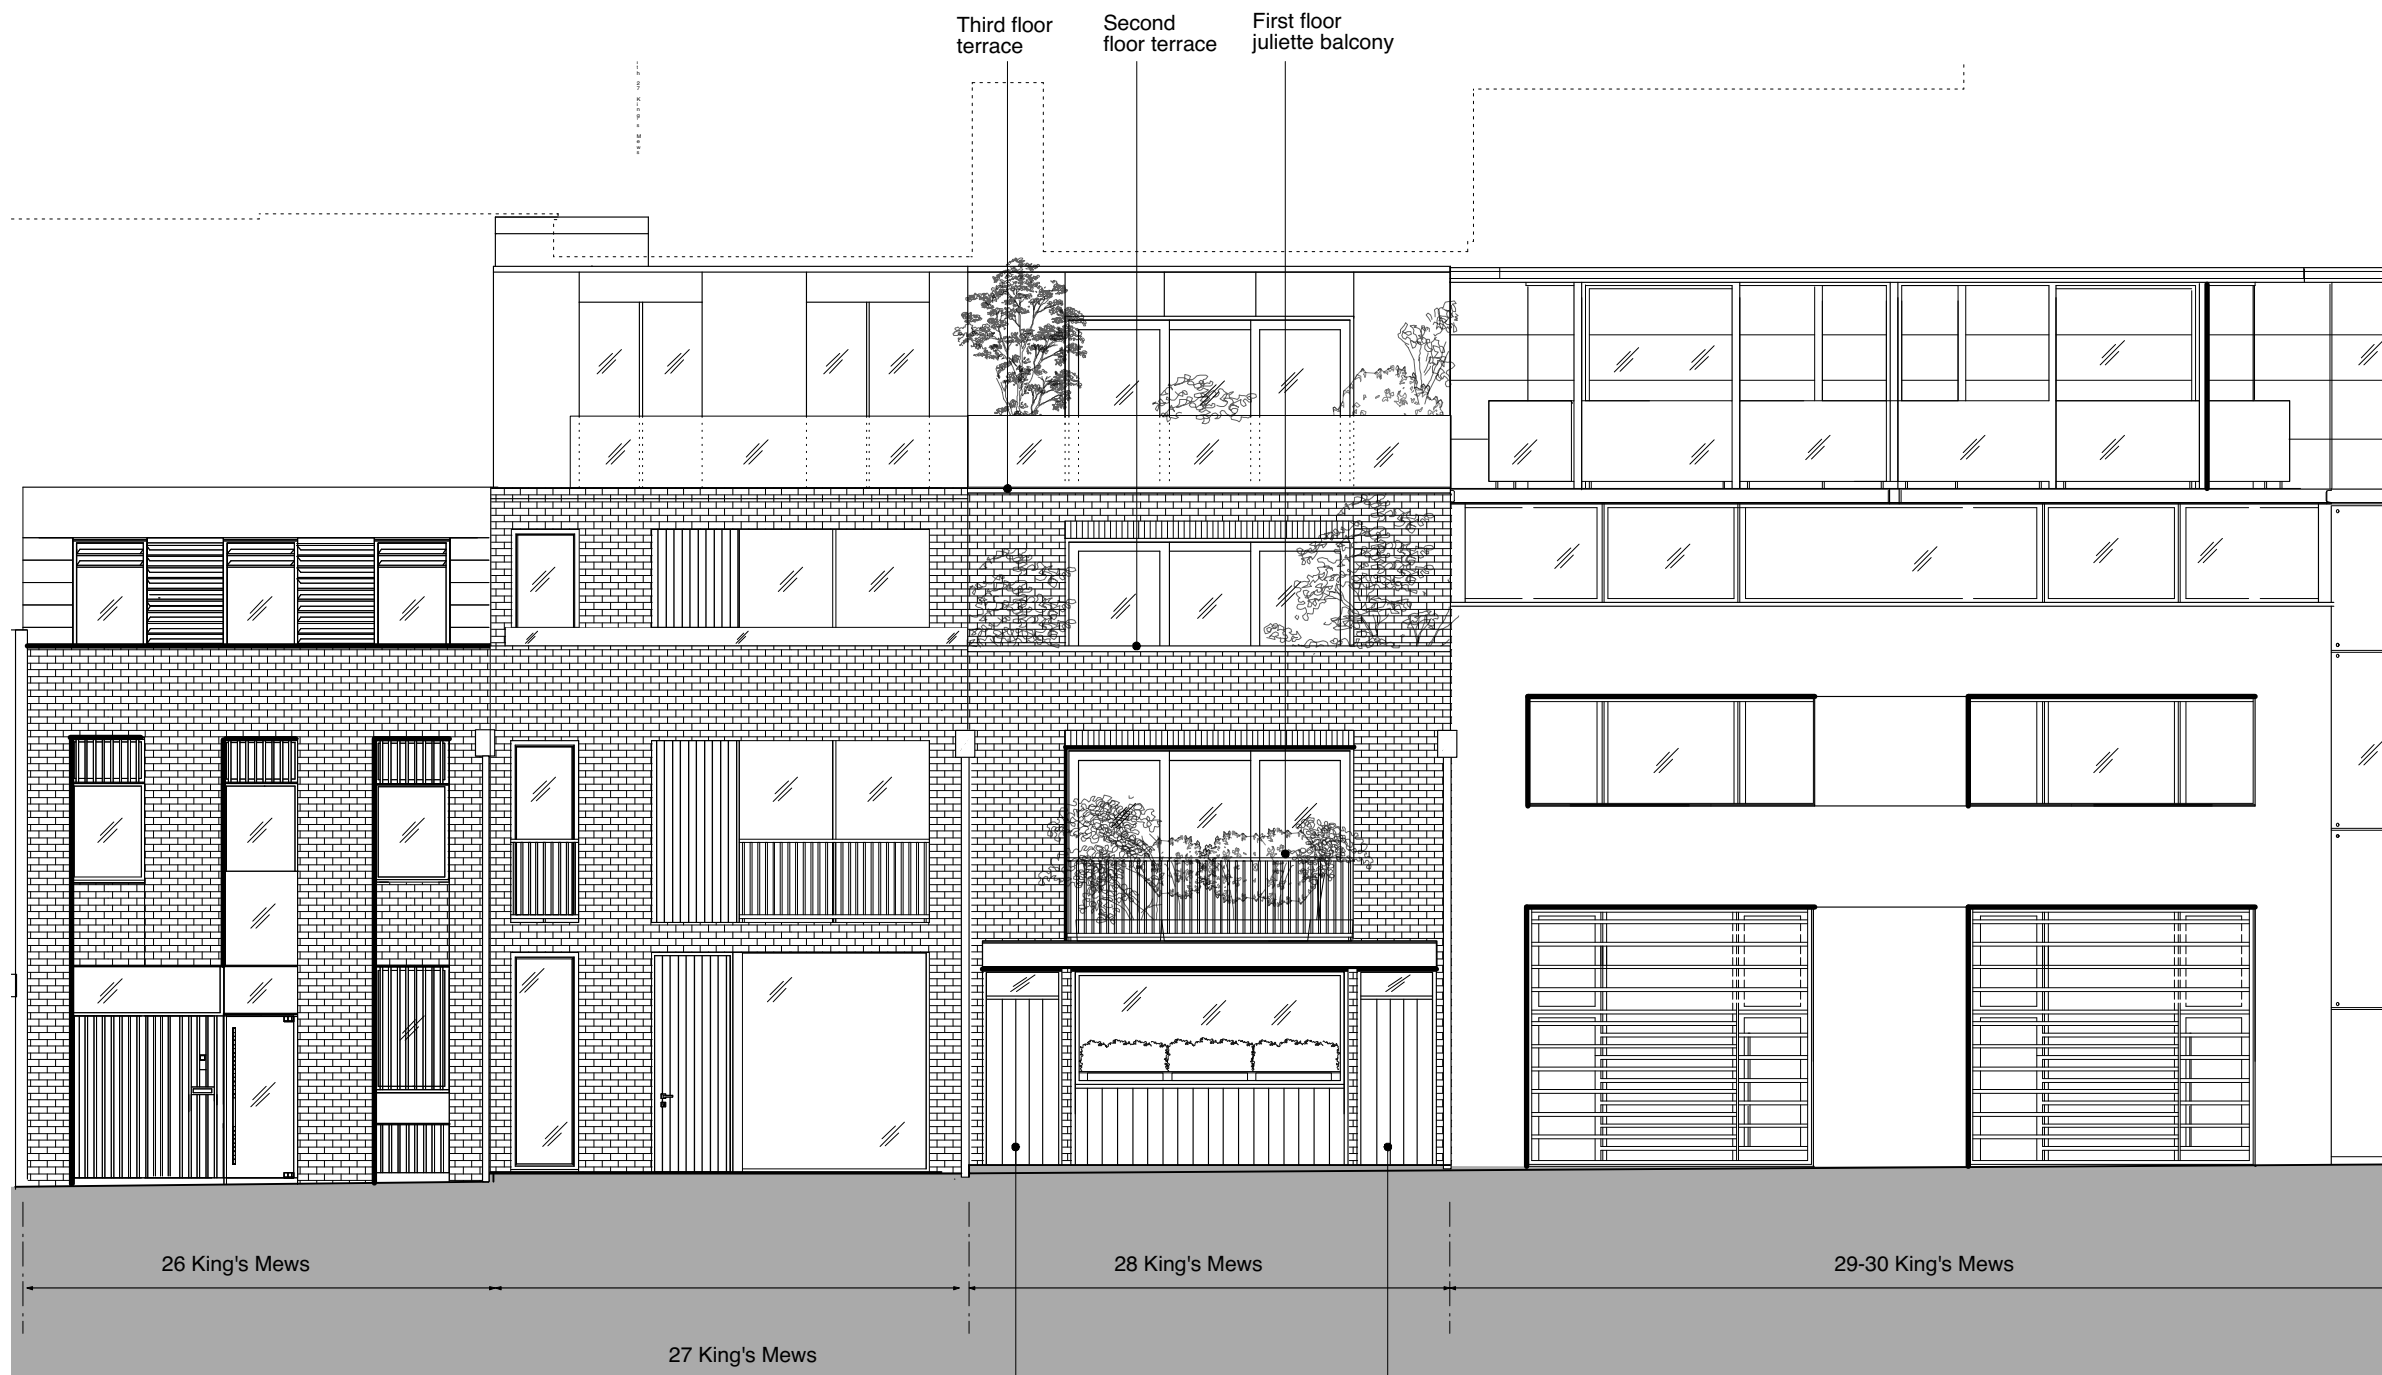 Third floor
terrace
Second
floor terrace
First floor
juliette balcony
26 King's Mews
28 King's Mews
29-30 King's Mews
27 King's Mews